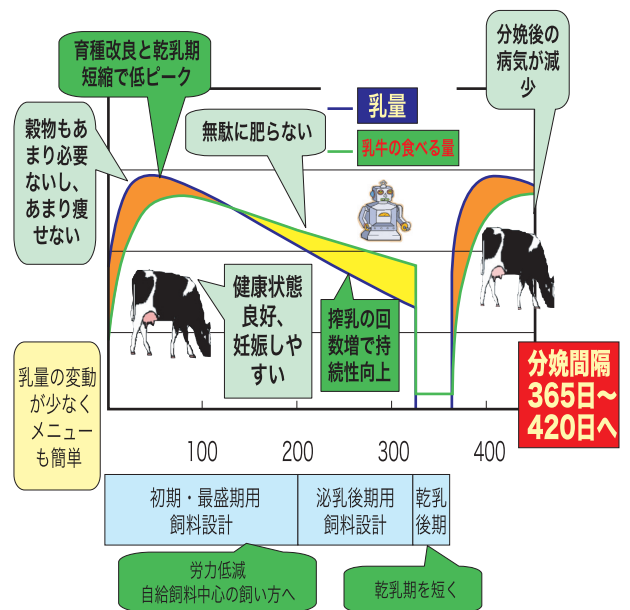 育種改良と乾乳期
短縮で低ピーク
分娩後の
病気が減
少
穀物もあ
まり必要
ないし、
あまり痩
せない
無駄に肥らない
乳量
乳牛の食べる量
健康状態
良好、
妊娠しや
すい
搾乳の回
数増で持
続性向上
乳量の変動
が少なく
メニュー
も簡単
分娩間隔
365日〜
420日へ
100
200
300
400
初期・最盛期用
飼料設計
泌乳後期用
飼料設計
乾乳
後期
労力低減
自給飼料中心の飼い方へ
乾乳期を短く